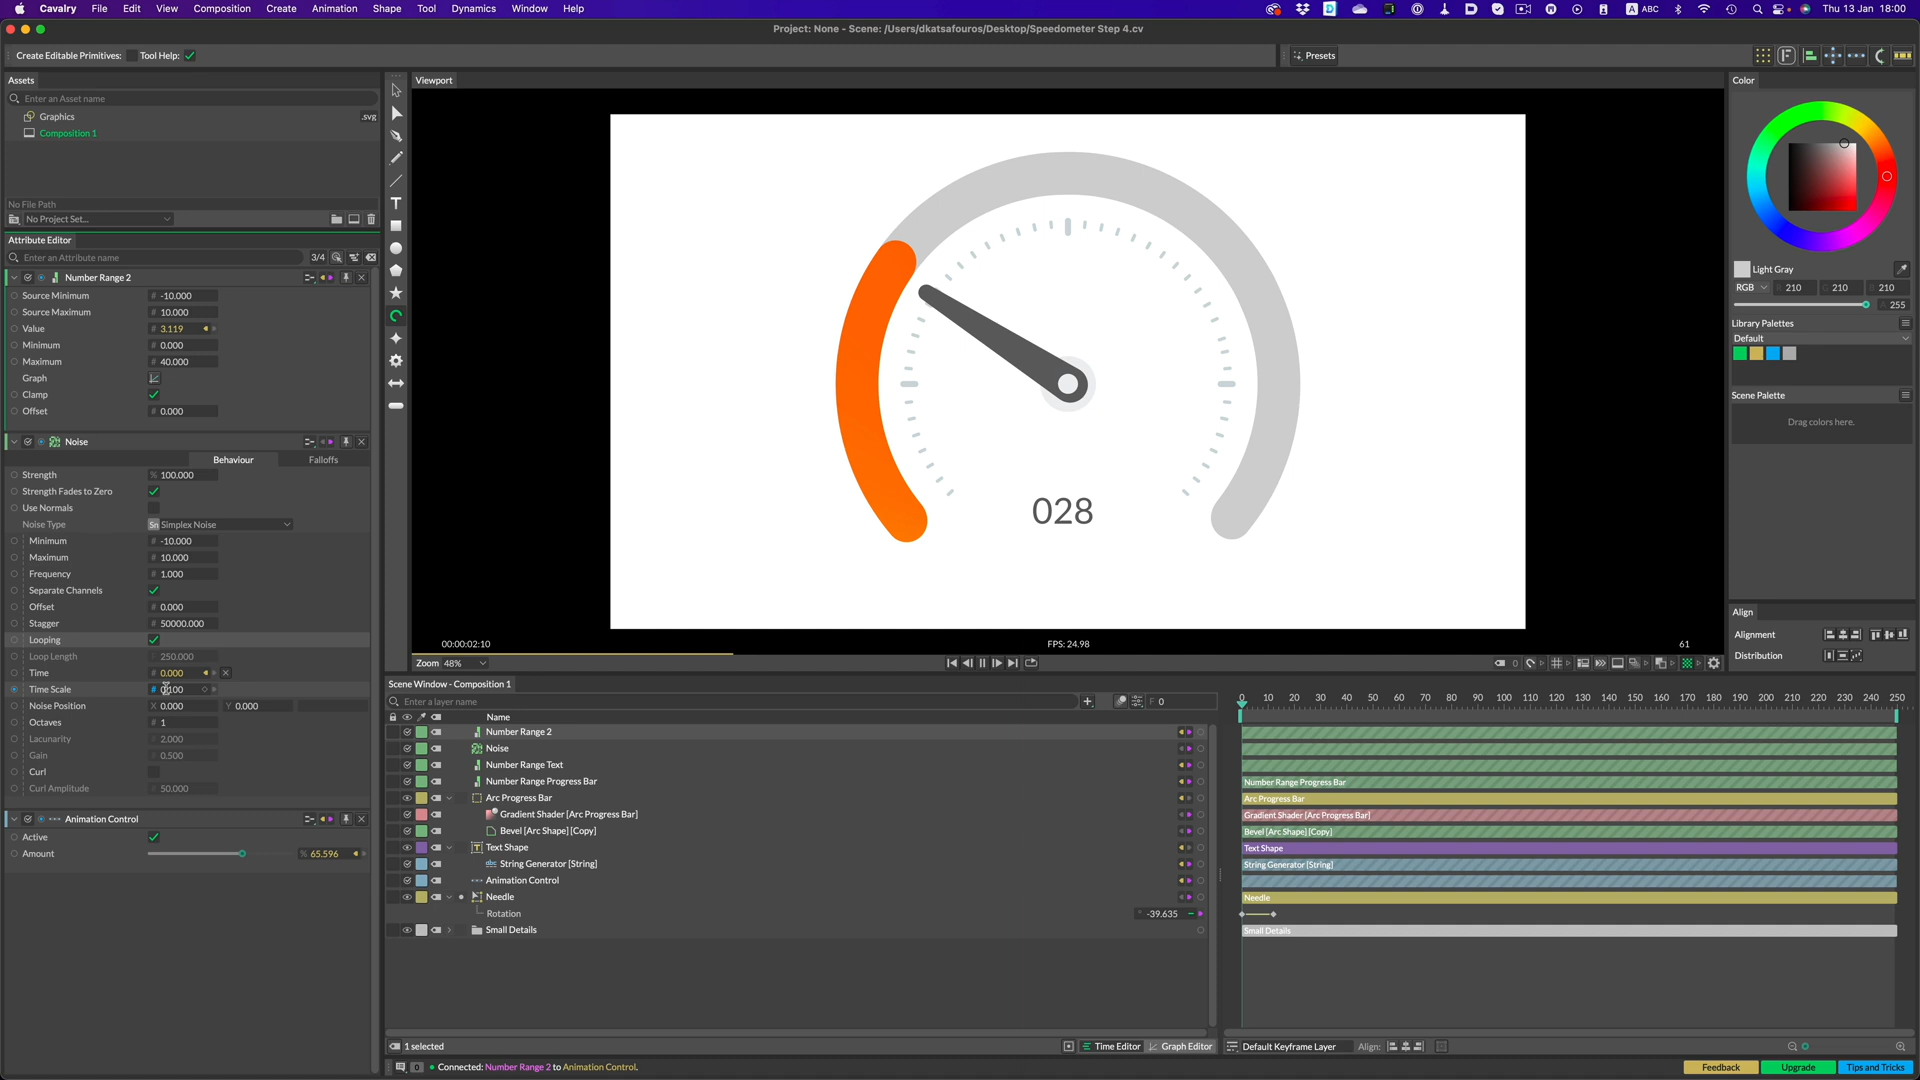 Cavalry File Edit View Composition Create Animation Shape Tool Dynamics Window Help ABC Thu 13 Jan 18:00
Project: None - Scene: /Users/dkatsafouros/Desktop/Speedometer Step 4.cv
Create Editable Primitives: Tool Help: Presets
Assets
Enter an Asset name
Graphics .svg
Composition 1
No File Path
No Project Set...
Attribute Editor
Enter an Attribute name 3/4
Number Range 2
Source Minimum # -10.000
Source Maximum # 10.000
Value # 3.119
Minimum # 0.000
Maximum # 40.000
Graph
Clamp
Offset # 0.000
Noise
Behaviour Falloffs
Strength % 100.000
Strength Fades to Zero
Use Normals
Noise Type Sn Simplex Noise
Minimum # -10.000
Maximum # 10.000
Frequency # 1.000
Separate Channels
Offset # 0.000
Stagger # 50000.000
Looping
Loop Length 250.000
Time # 0.000
Time Scale #
Noise Position X 0.000 Y 0.000
Octaves # 1
Lacunarity 2.000
Gain 0.500
Curl
Curl Amplitude 50.000
Animation Control
Active
Amount % 65.596
Viewport
028
00:00:02:10 FPS: 24.98 61
Zoom 48% 0
Scene Window - Composition 1
Enter a layer name F 0
Name
Number Range 2
Noise
Number Range Text
Number Range Progress Bar
Arc Progress Bar
Gradient Shader [Arc Progress Bar]
Bevel [Arc Shape] [Copy]
Text Shape
String Generator [String]
Animation Control
Needle
Rotation ° -39.635
Small Details
1 selected Time Editor Graph Editor
0 Connected: Number Range 2 to Animation Control.
0 10 20 30 40 50 60 70 80 90 100 110 120 130 140 150 160 170 180 190 200 210 220 230 240 250
Number Range Progress Bar
Arc Progress Bar
Gradient Shader [Arc Progress Bar]
Bevel [Arc Shape] [Copy]
Text Shape
String Generator [String]
Needle
Small Details
Default Keyframe Layer Align:
Color
Light Gray
RGB R 210 G 210 B 210
A 255
Library Palettes
Default
Scene Palette
Drag colors here.
Align
Alignment
Distribution
Feedback Upgrade Tips and Tricks